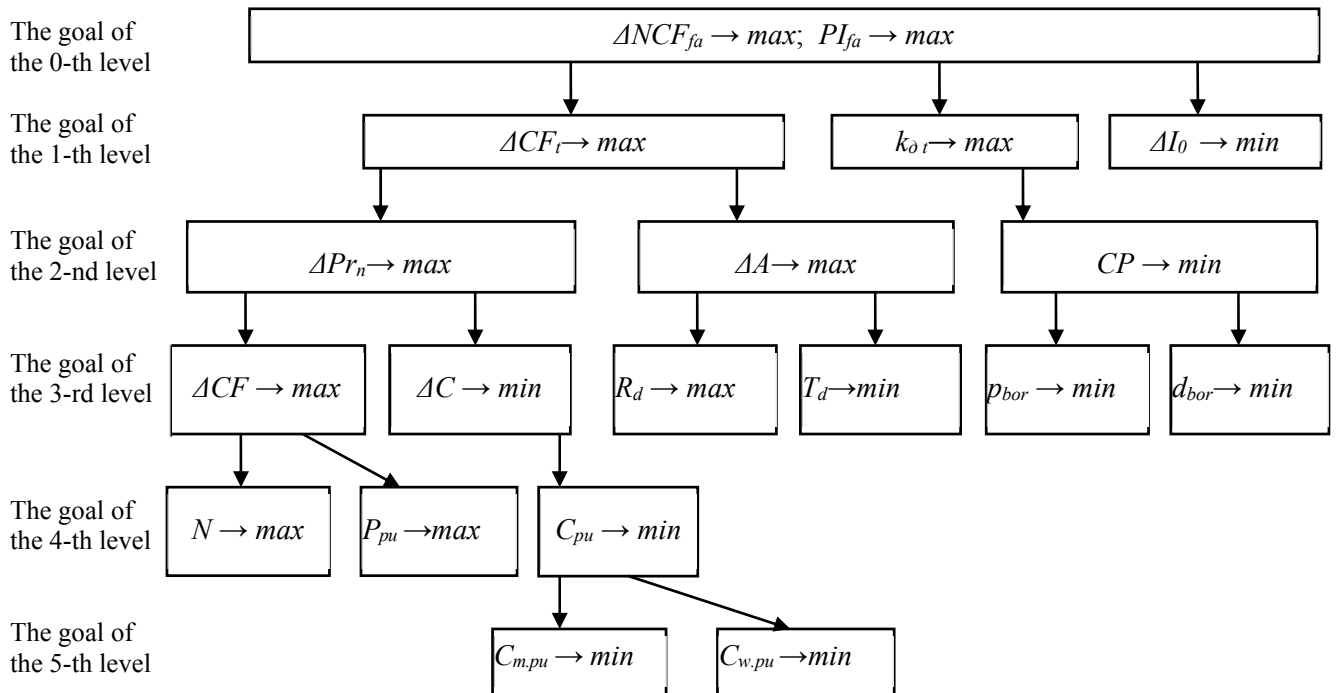 The goal of
the 0-th level
ΔNCF_fa → max; PI_fa → max
The goal of
the 1-th level
ΔCF_t → max
k_∂ t → max
ΔI_0 → min
The goal of
the 2-nd level
ΔPr_n → max
ΔA → max
CP → min
The goal of
the 3-rd level
ΔCF → max
ΔC → min
R_d → max
T_d → min
p_bor → min
d_bor → min
The goal of
the 4-th level
N → max
P_pu → max
C_pu → min
The goal of
the 5-th level
C_m.pu → min
C_w.pu → min